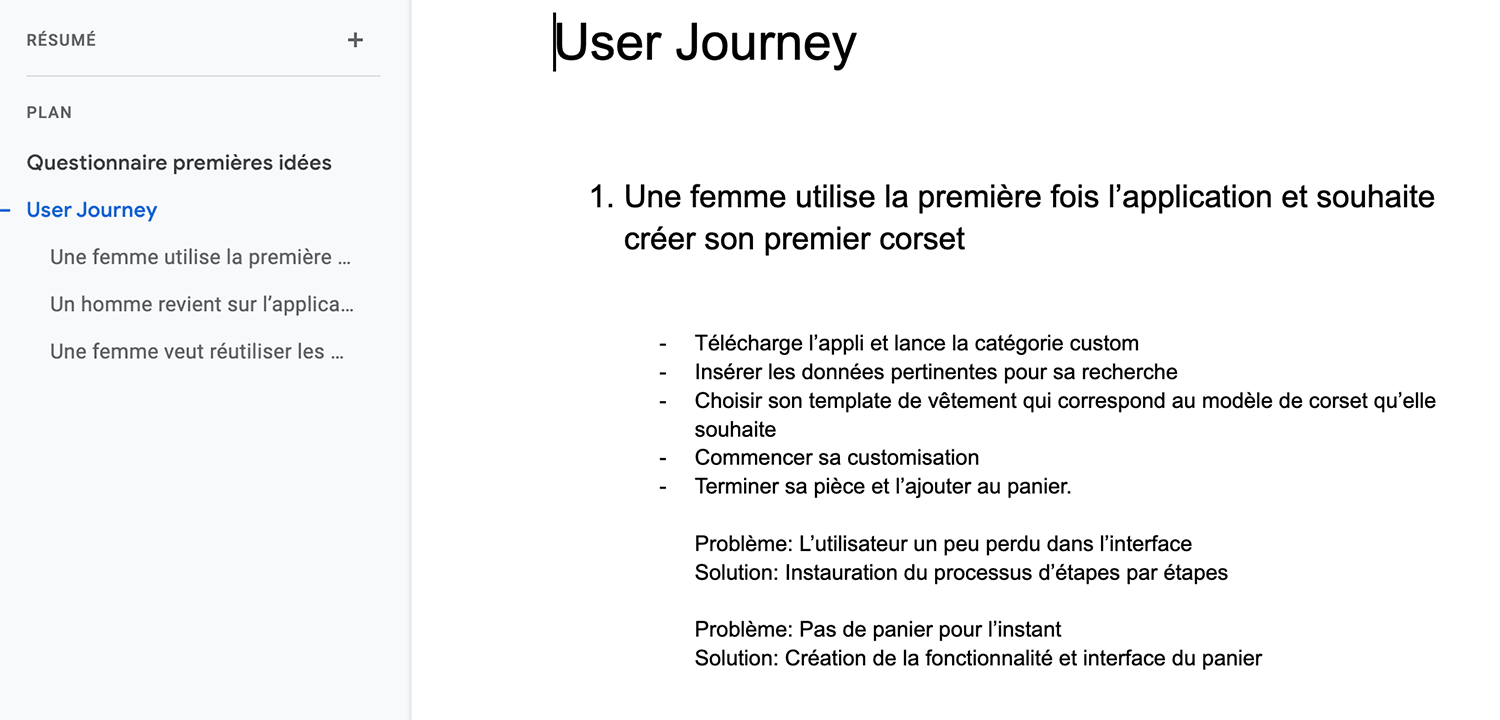 RÉSUMÉ
+
PLAN
Questionnaire premières idées
User Journey
Une femme utilise la première ...
Un homme revient sur l’applica...
Une femme veut réutiliser les ...
User Journey
1. Une femme utilise la première fois l’application et souhaite
créer son premier corset
- Télécharge l’appli et lance la catégorie custom
- Insérer les données pertinentes pour sa recherche
- Choisir son template de vêtement qui correspond au modèle de corset qu’elle
souhaite
- Commencer sa customisation
- Terminer sa pièce et l’ajouter au panier.
Problème: L’utilisateur un peu perdu dans l’interface
Solution: Instauration du processus d’étapes par étapes
Problème: Pas de panier pour l’instant
Solution: Création de la fonctionnalité et interface du panier